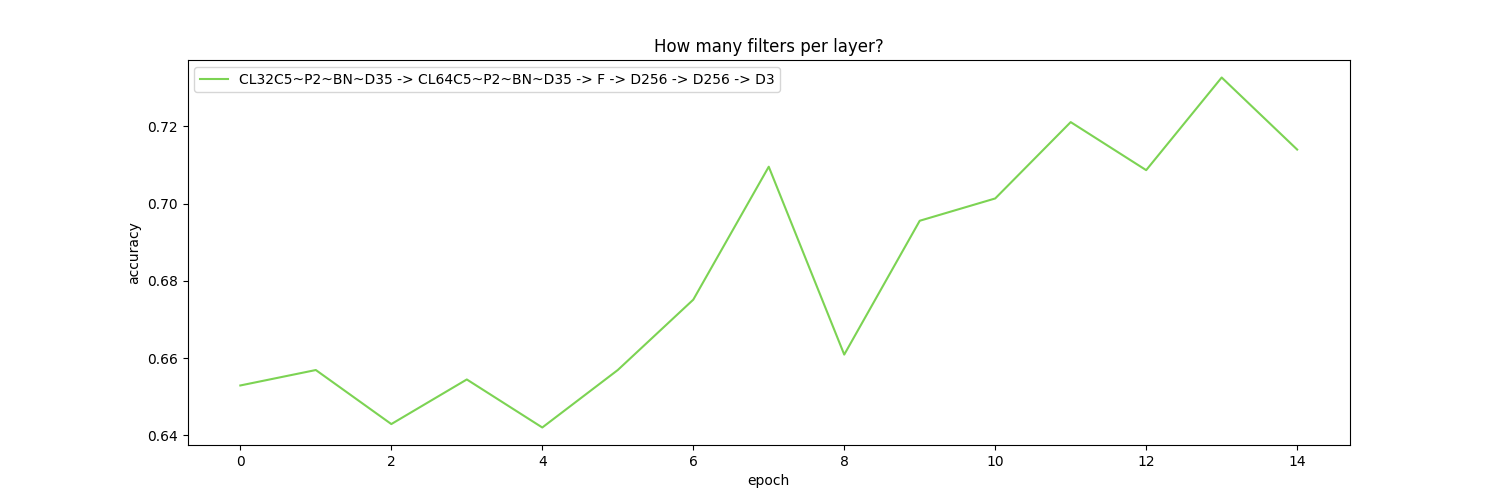 How many filters per layer?
CL32C5~P2~BN~D35 -> CL64C5~P2~BN~D35 -> F -> D256 -> D256 -> D3
accuracy
0.72
0.70
0.68
0.66
0.64
0 2 4 6 8 10 12 14
epoch